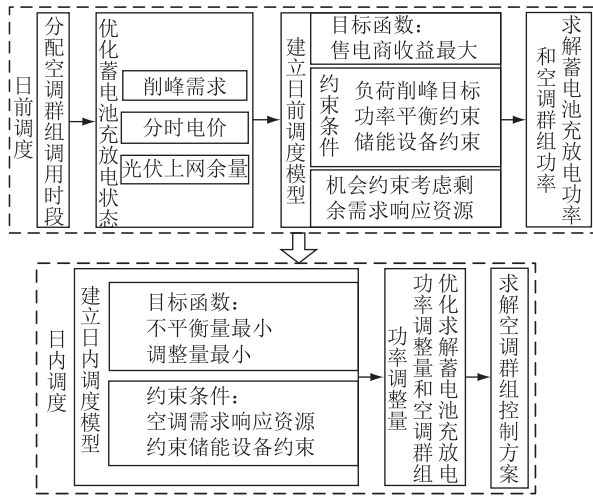 日前调度
分配空调群组调用时段
优化蓄电池充放电状态
削峰需求
分时电价
光伏上网余量
建立日前调度模型
目标函数：
售电商收益最大
约束条件
负荷削峰目标
功率平衡约束
储能设备约束
机会约束考虑剩
余需求响应资源
求解蓄电池充放电功率
和空调群组功率
日内调度
建立日内调度模型
目标函数：
不平衡量最小
调整量最小
约束条件：
空调需求响应资源
约束储能设备约束
优化求解蓄电池充放电
功率调整量和空调群组
功率调整量
求解空调群组控制方案